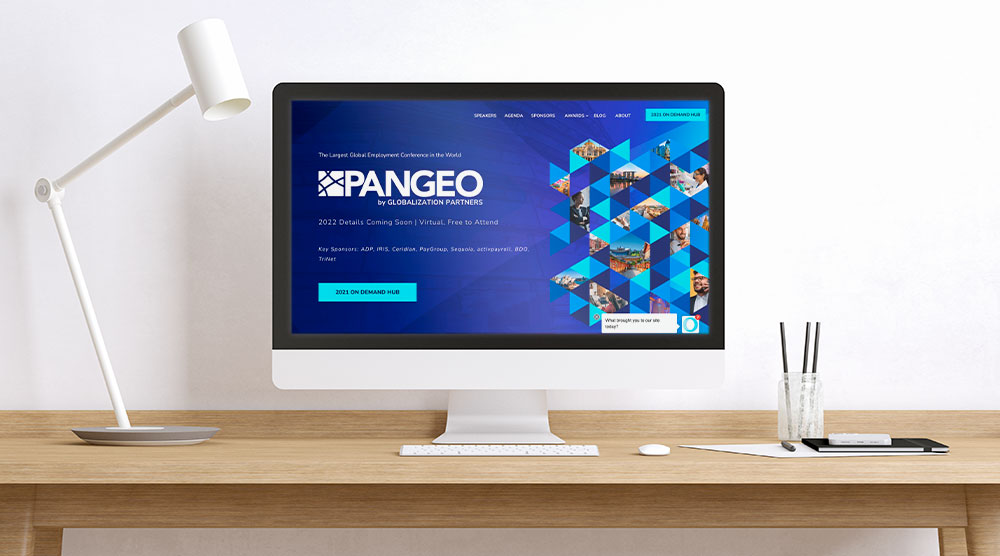 SPEAKERS AGENDA SPONSORS AWARDS BLOG ABOUT 2021 ON DEMAND HUB
The Largest Global Employment Conference in the World
PANGEO
by GLOBALIZATION PARTNERS
2022 Details Coming Soon | Virtual, Free to Attend
Key Sponsors: ADP, IRIS, Ceridian, PayGroup, Sequoia, activpayroll, BDO,
TriNet
2021 ON DEMAND HUB
What brought you to our site
today?